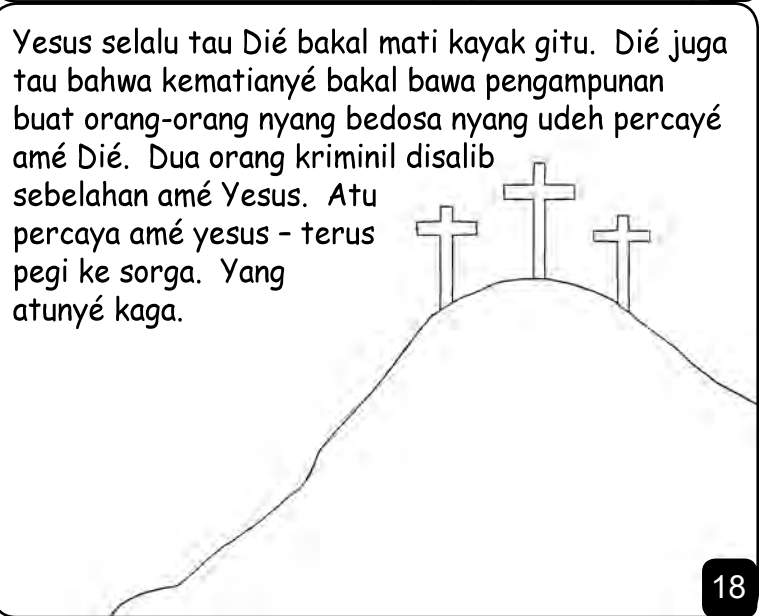 Yesus selalu tau Dié bakal mati kayak gitu.  Dié juga
tau bahwa kematianyé bakal bawa pengampunan
buat orang-orang nyang bedosa nyang udeh percayé
amé Dié.  Dua orang kriminil disalib
sebelahan amé Yesus.  Atu
percaya amé yesus – terus
pegi ke sorga.  Yang
atunyé kaga.
18